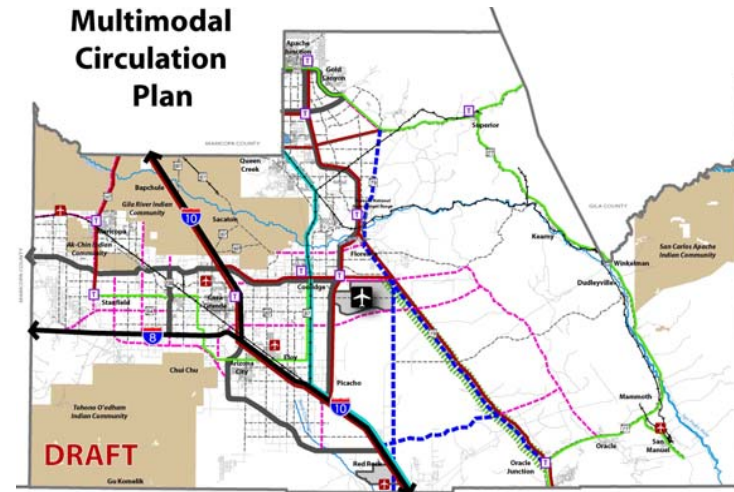 Multimodal
Circulation
Plan
Apache
Junction
Gold
Canyon
MARICOPA COUNTY
Superior
Queen
Creek
Bapchule
Gila River Indian
Community
Sacaton
GILA COUNTY
10
Maricopa
Ak-Chin Indian
Community
Florence
Kearny
San Carlos Apache
Indian Community
Winkelman
Dudleyville
MARICOPA COUNTY
Stanfield
Casa
Grande
Coolidge
8
Eloy
Arizona
City
Chui Chu
Picacho
10
Mammoth
Tohono O'odham
Indian Community
San
Manuel
Oracle
DRAFT
Red Rock
Oracle
Junction
Gu Komelik